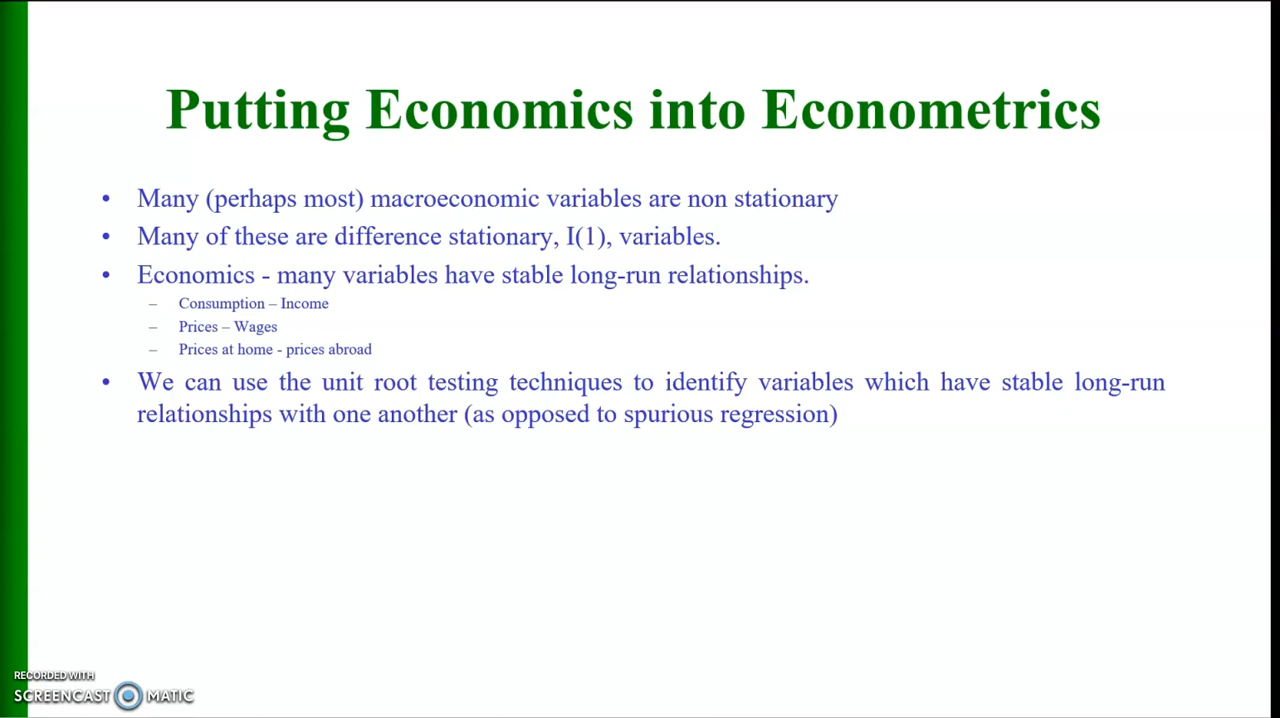 Putting Economics into Econometrics
• Many (perhaps most) macroeconomic variables are non stationary
• Many of these are difference stationary, I(1), variables.
• Economics - many variables have stable long-run relationships.
– Consumption – Income
– Prices – Wages
– Prices at home - prices abroad
• We can use the unit root testing techniques to identify variables which have stable long-run
relationships with one another (as opposed to spurious regression)
RECORDED WITH
SCREENCAST MATIC